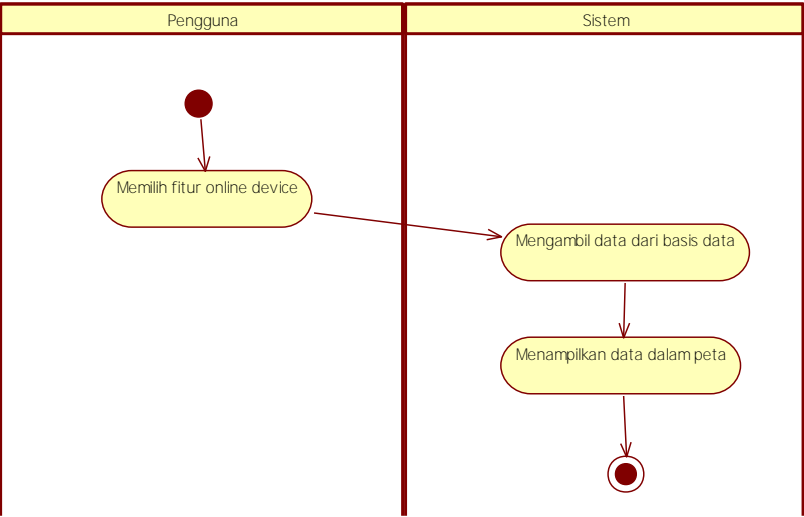 Pengguna
Sistem
Memilih fitur online device
Mengambil data dari basis data
Menampilkan data dalam peta